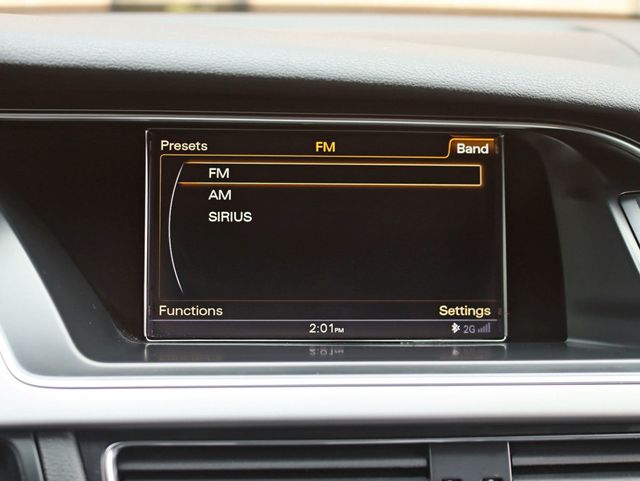 Presets FM Band
FM
AM
SIRIUS
Functions Settings
2:01PM 2G